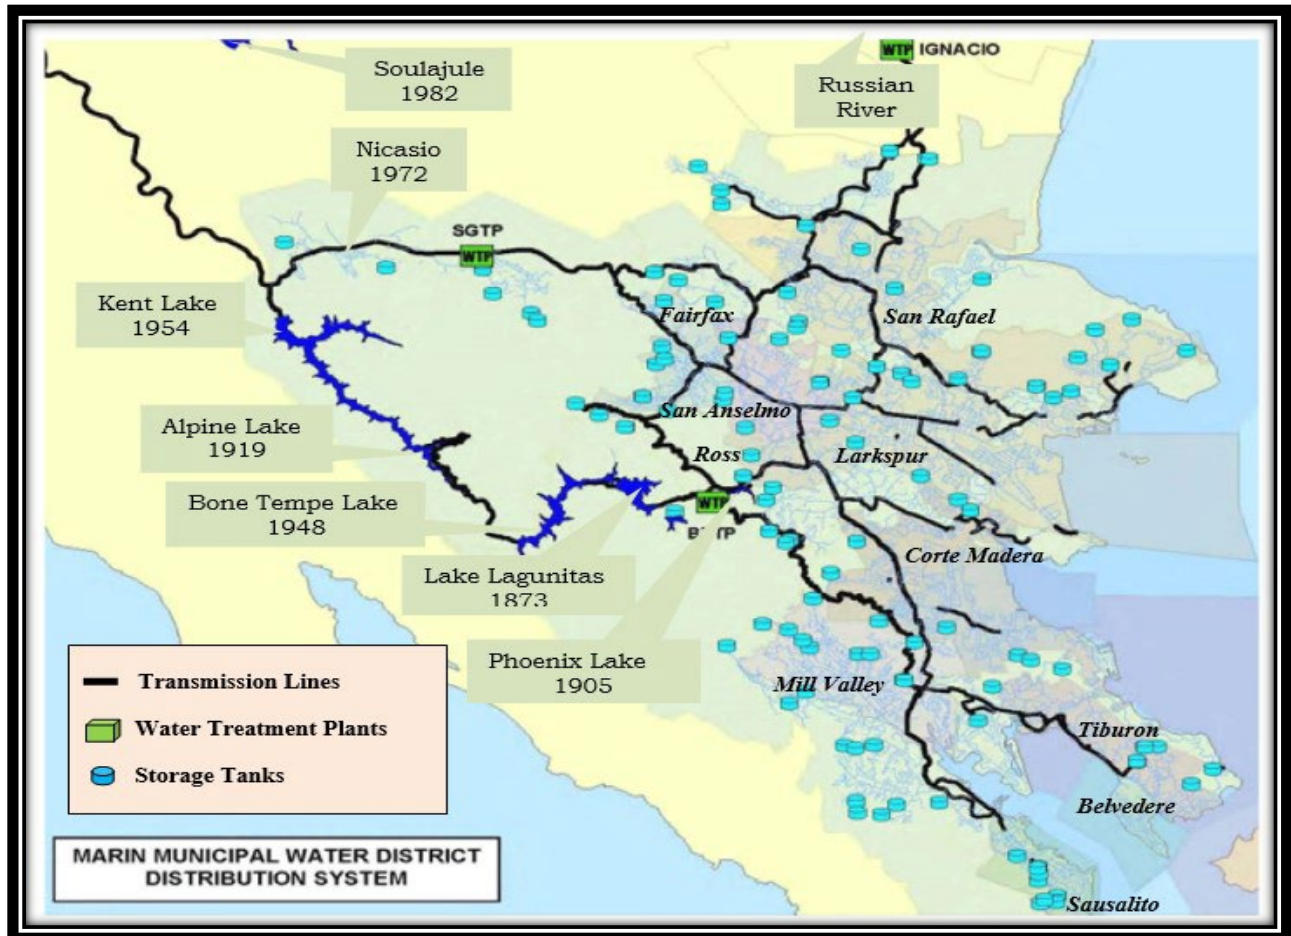 Soulajule
1982
WTP IGNACIO
Russian
River
Nicasio
1972
SGTP
WTP
Kent Lake
1954
Fairfax
San Rafael
Alpine Lake
1919
San Anselmo
Ross
Larkspur
Bone Tempe Lake
1948
WTP
Corte Madera
Lake Lagunitas
1873
Phoenix Lake
1905
Mill Valley
Tiburon
Belvedere
Sausalito
Transmission Lines
Water Treatment Plants
Storage Tanks
MARIN MUNICIPAL WATER DISTRICT
DISTRIBUTION SYSTEM